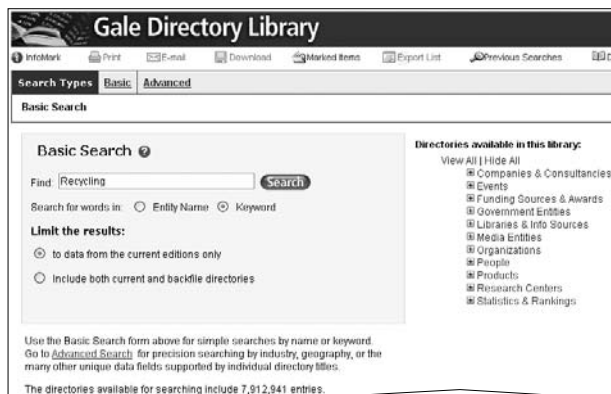 Gale Directory Library
InfoMark Print E-mail Download Marked Items Export List Previous Searches
Search Types Basic Advanced
Basic Search
Basic Search
Find: Recycling Search
Search for words in: Entity Name Keyword
Limit the results:
to data from the current editions only
Include both current and backfile directories
Use the Basic Search form above for simple searches by name or keyword.
Go to Advanced Search for precision searching by industry, geography, or the
many other unique data fields supported by individual directory titles.
The directories available for searching include 7,912,941 entries.
Directories available in this library:
View All | Hide All
Companies & Consultancies
Events
Funding Sources & Awards
Government Entities
Libraries & Info Sources
Media Entities
Organizations
People
Products
Research Centers
Statistics & Rankings